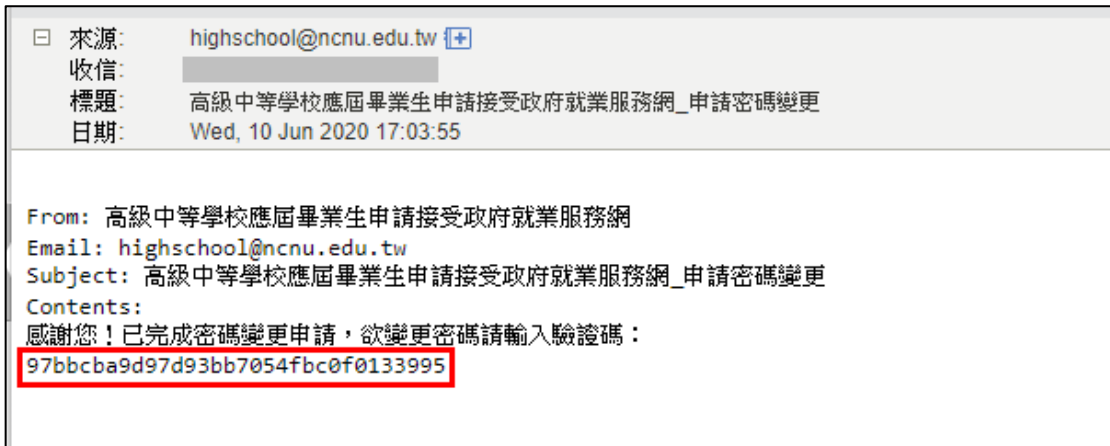 來源: highschool@ncnu.edu.tw
收信:
標題: 高級中等學校應屆畢業生申請接受政府就業服務網_申請密碼變更
日期: Wed, 10 Jun 2020 17:03:55
From: 高級中等學校應屆畢業生申請接受政府就業服務網
Email: highschool@ncnu.edu.tw
Subject: 高級中等學校應屆畢業生申請接受政府就業服務網_申請密碼變更
Contents:
感謝您！已完成密碼變更申請，欲變更密碼請輸入驗證碼：
97bbcba9d97d93bb7054fbc0f0133995